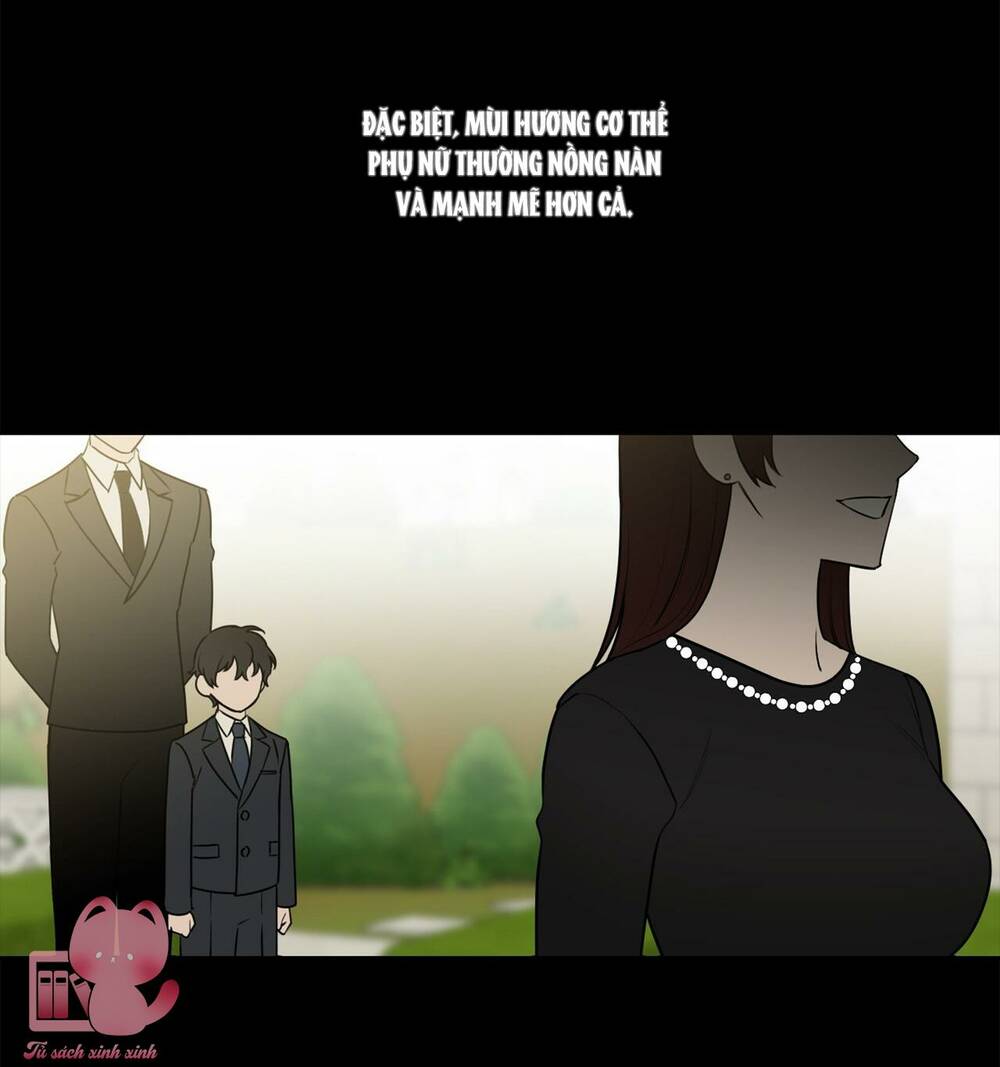 ĐẶC BIỆT, MÙI HƯƠNG CƠ THỂ
PHỤ NỮ THƯỜNG NỒNG NÀN
VÀ MẠNH MẼ HƠN CẢ.
Tủ sách xinh xinh